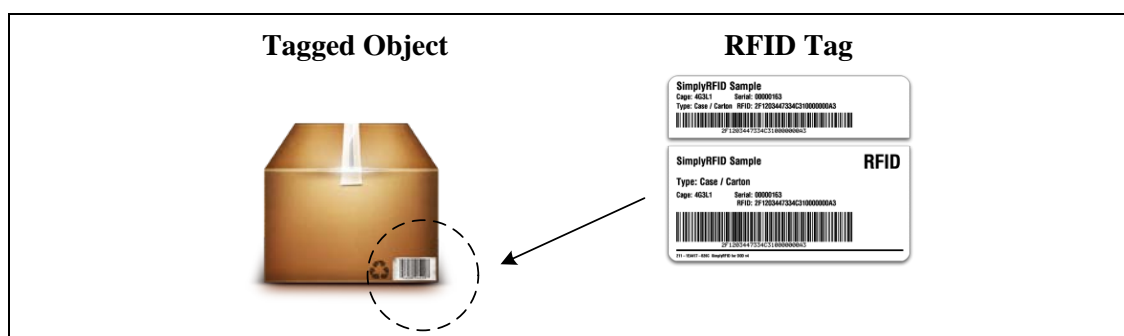 Tagged Object
RFID Tag
SimplyRFID Sample
Cage: 4G3L1 Serial: 00000163
Type: Case / Carton RFID: 2F1203447334C310000000A3
2F1203447334C310000000A3
SimplyRFID Sample
RFID
Type: Case / Carton
Cage: 4G3L1 Serial: 00000163
RFID: 2F1203447334C310000000A3
2F1203447334C310000000A3